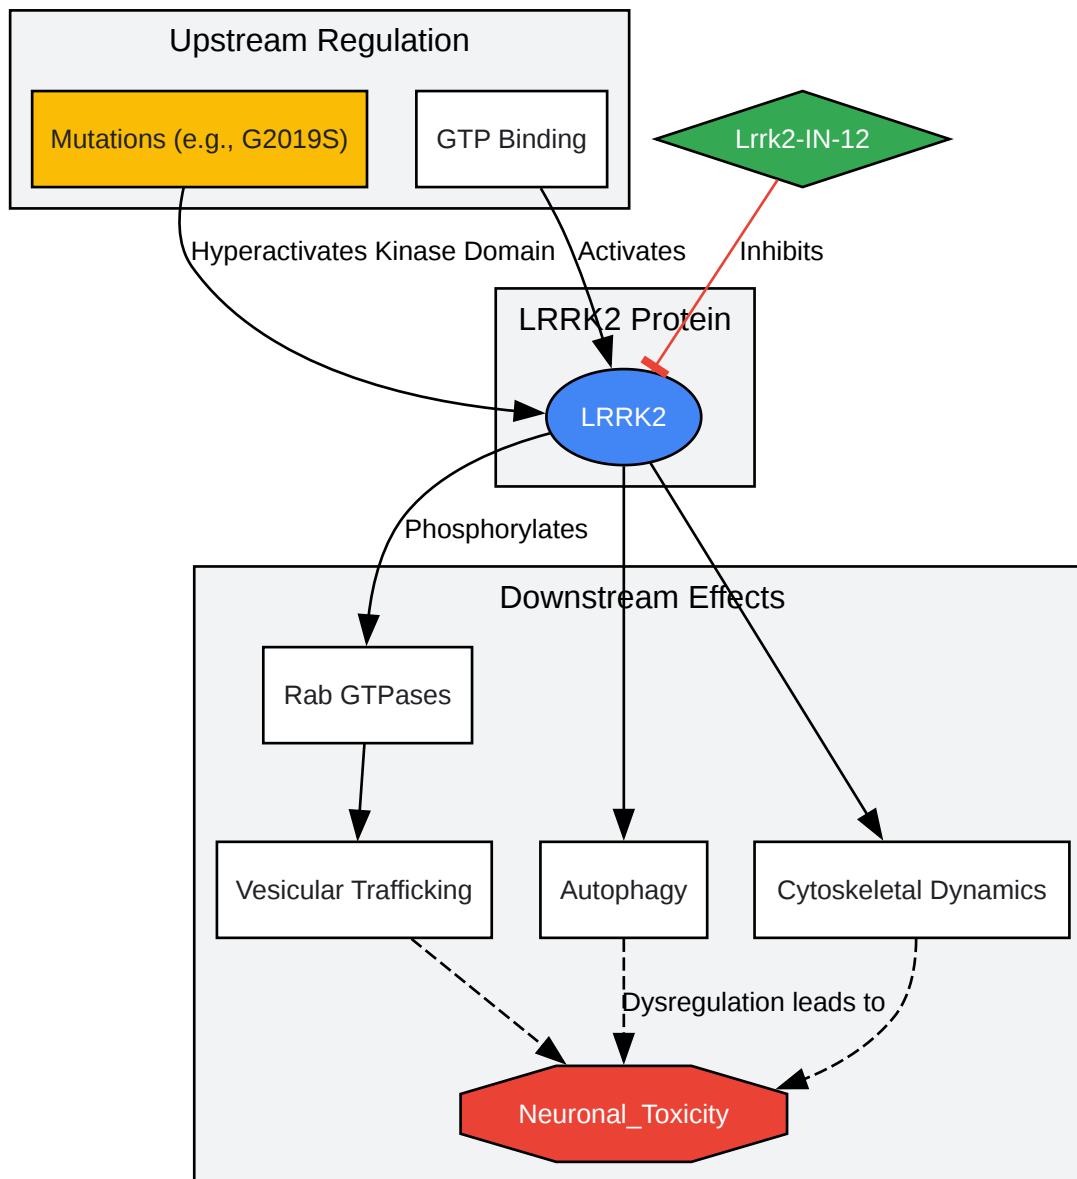 Upstream Regulation
Mutations (e.g., G2019S)
GTP Binding
Lrrk2-IN-12
Hyperactivates Kinase Domain
Activates
Inhibits
LRRK2 Protein
LRRK2
Phosphorylates
Downstream Effects
Rab GTPases
Vesicular Trafficking
Autophagy
Cytoskeletal Dynamics
Dysregulation leads to
Neuronal_Toxicity